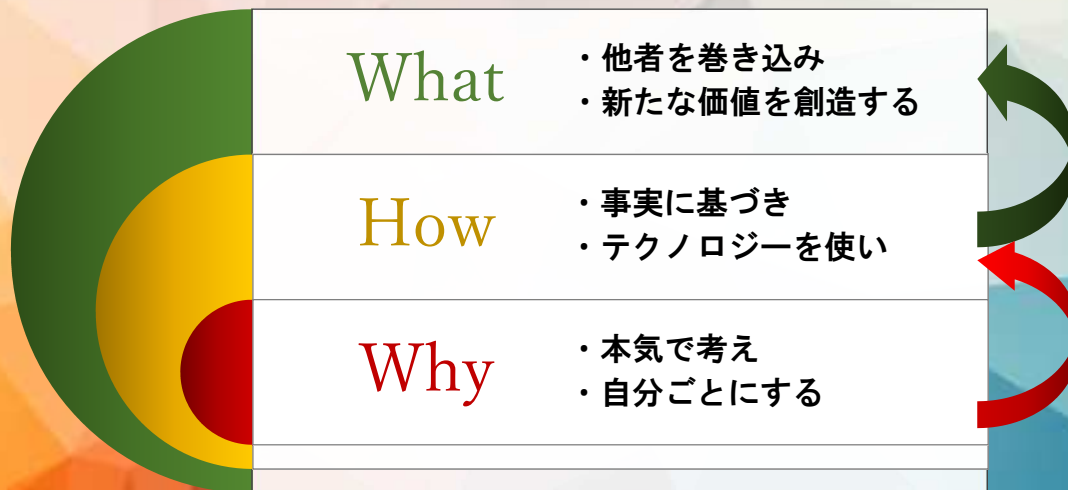 What
・他者を巻き込み
・新たな価値を創造する
How
・事実に基づき
・テクノロジーを使い
Why
・本気で考え
・自分ごとにする